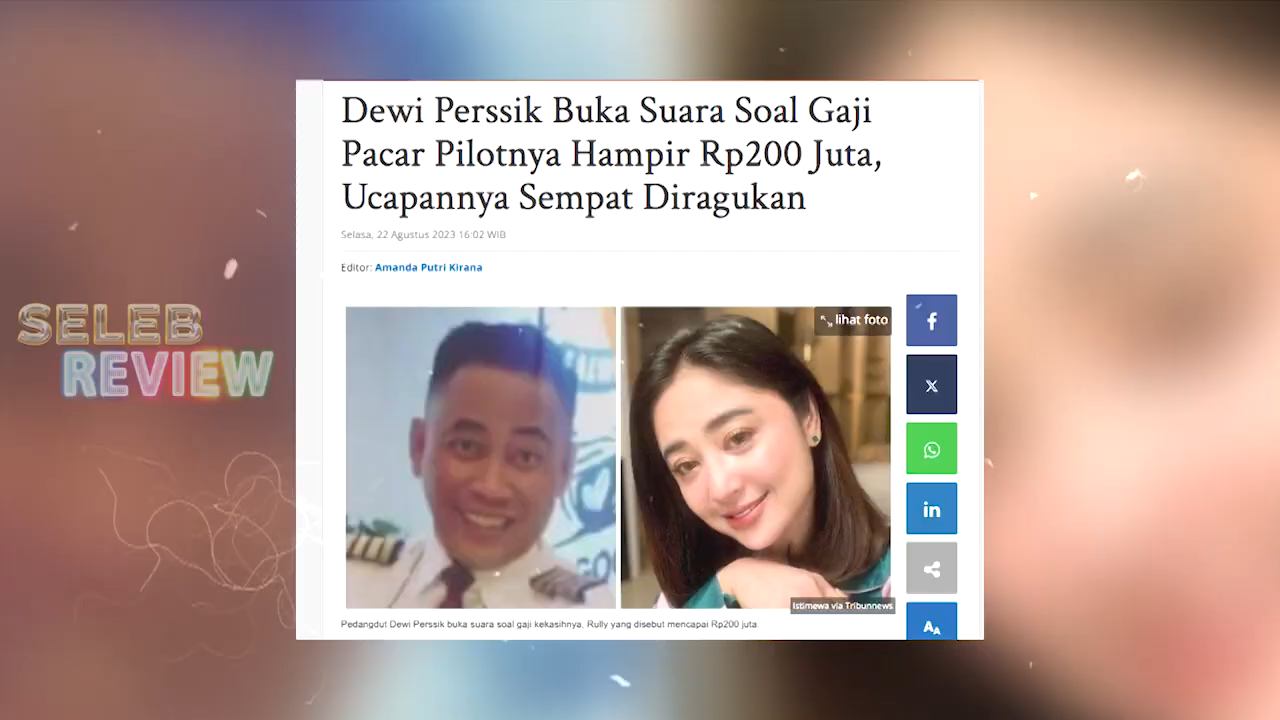 Dewi Perssik Buka Suara Soal Gaji
Pacar Pilotnya Hampir Rp200 Juta,
Ucapannya Sempat Diragukan
Selasa, 22 Agustus 2023 16:02 WIB
Editor: Amanda Putri Kirana
SELEB
REVIEW
lihat foto
Istimewa via Tribunnews
Pedangdut Dewi Perssik buka suara soal gaji kekasihnya, Rully yang disebut mencapai Rp200 juta.